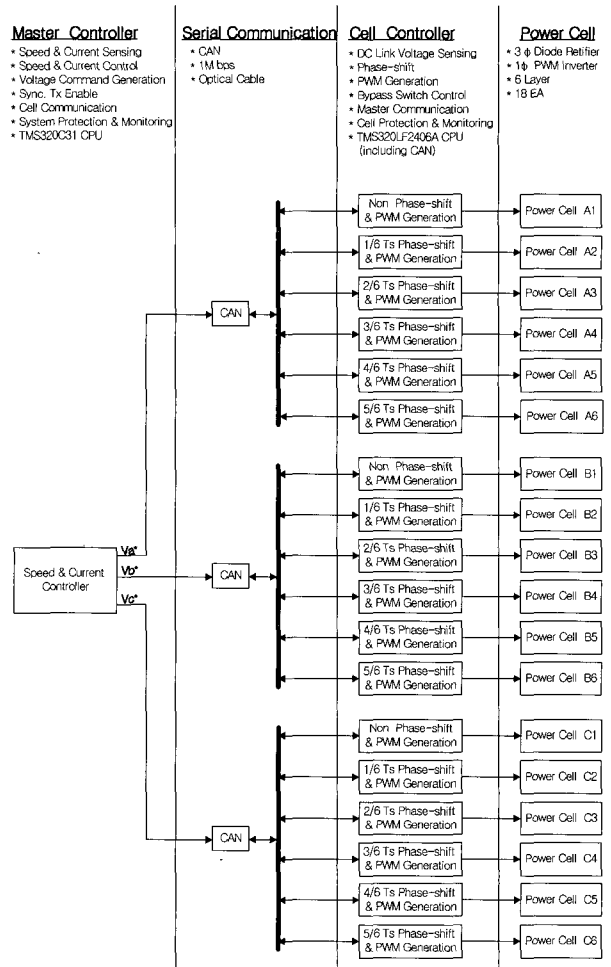 Master Controller
* Speed & Current Sensing
* Speed & Current Control
* Voltage Command Generation
* Sync. Tx Enable
* Cell Communication
* System Protection & Monitoring
* TMS320C31 CPU
Serial Communication
* CAN
* 1M bps
* Optical Cable
Cell Controller
* DC Link Voltage Sensing
* Phase-shift
* PWM Generation
* Bypass Switch Control
* Master Communication
* Cell Protection & Monitoring
* TMS320LF2406A CPU
(including CAN)
Power Cell
* 3 ϕ Diode Retifier
* 1ϕ PWM Inverter
* 6 Layer
* 18 EA
Speed & Current
Controller
Va*
Vb*
Vc*
CAN
Non Phase-shift
& PWM Generation
Power Cell A1
1/6 Ts Phase-shift
& PWM Generation
Power Cell A2
2/6 Ts Phase-shift
& PWM Generation
Power Cell A3
3/6 Ts Phase-shift
& PWM Generation
Power Cell A4
4/6 Ts Phase-shift
& PWM Generation
Power Cell A5
5/6 Ts Phase-shift
& PWM Generation
Power Cell A6
CAN
Non Phase-shift
& PWM Generation
Power Cell B1
1/6 Ts Phase-shift
& PWM Generation
Power Cell B2
2/6 Ts Phase-shift
& PWM Generation
Power Cell B3
3/6 Ts Phase-shift
& PWM Generation
Power Cell B4
4/6 Ts Phase-shift
& PWM Generation
Power Cell B5
5/6 Ts Phase-shift
& PWM Generation
Power Cell B6
CAN
Non Phase-shift
& PWM Generation
Power Cell C1
1/6 Ts Phase-shift
& PWM Generation
Power Cell C2
2/6 Ts Phase-shift
& PWM Generation
Power Cell C3
3/6 Ts Phase-shift
& PWM Generation
Power Cell C4
4/6 Ts Phase-shift
& PWM Generation
Power Cell C5
5/6 Ts Phase-shift
& PWM Generation
Power Cell C6